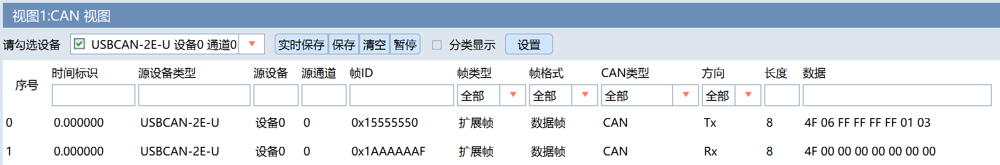 视图1:CAN 视图
请勾选设备 USBCAN-2E-U 设备0 通道0 实时保存 保存 清空 暂停 分类显示 设置
序号 时间标识 源设备类型 源设备 源通道 帧ID 帧类型 帧格式 CAN类型 方向 长度 数据
全部 全部 全部 全部
0 0.000000 USBCAN-2E-U 设备0 0 0x15555550 扩展帧 数据帧 CAN Tx 8 4F 06 FF FF FF FF 01 03
1 0.000000 USBCAN-2E-U 设备0 0 0x1AAAAAAF 扩展帧 数据帧 CAN Rx 8 4F 00 00 00 00 00 00 00